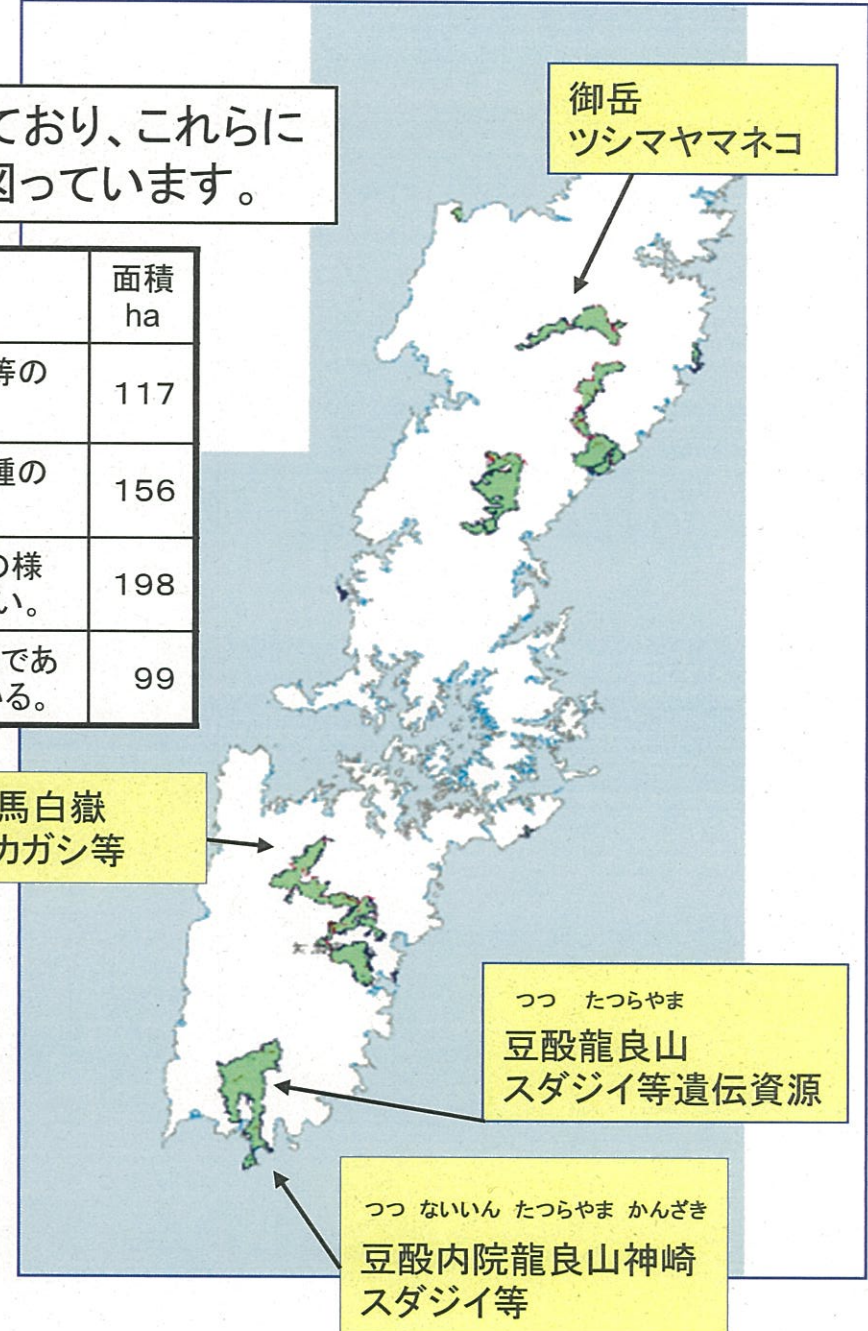 ており、これらに
図っています。
御岳
ツシマヤマネコ
面積
ha
等の
117
種の
156
の様
い。
198
であ
いる。
99
馬白嶽
カガシ等
つつ たつらやま
豆酘龍良山
スダジイ等遺伝資源
つつ ないいん たつらやま かんざき
豆酘内院龍良山神崎
スダジイ等